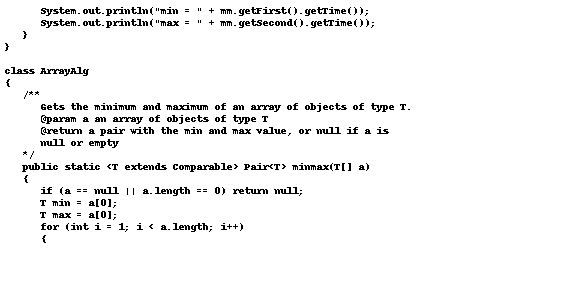 System.out.println("min = " + mm.getFirst().getTime());
System.out.println("max = " + mm.getSecond().getTime());
}
}
class ArrayAlg
{
/**
Gets the minimum and maximum of an array of objects of type T.
@param a an array of objects of type T
@return a pair with the min and max value, or null if a is
null or empty
*/
public static <T extends Comparable> Pair<T> minmax(T[] a)
{
if (a == null || a.length == 0) return null;
T min = a[0];
T max = a[0];
for (int i = 1; i < a.length; i++)
{